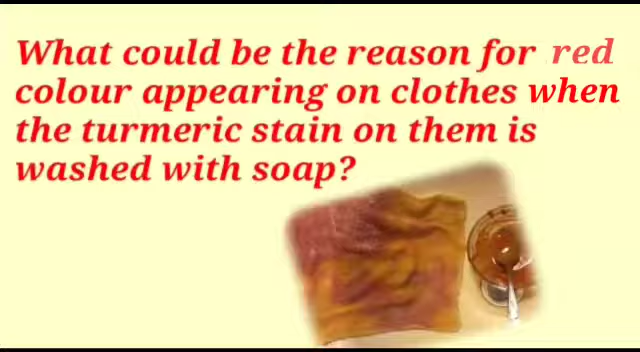 What could be the reason for red
colour appearing on clothes when
the turmeric stain on them is
washed with soap?